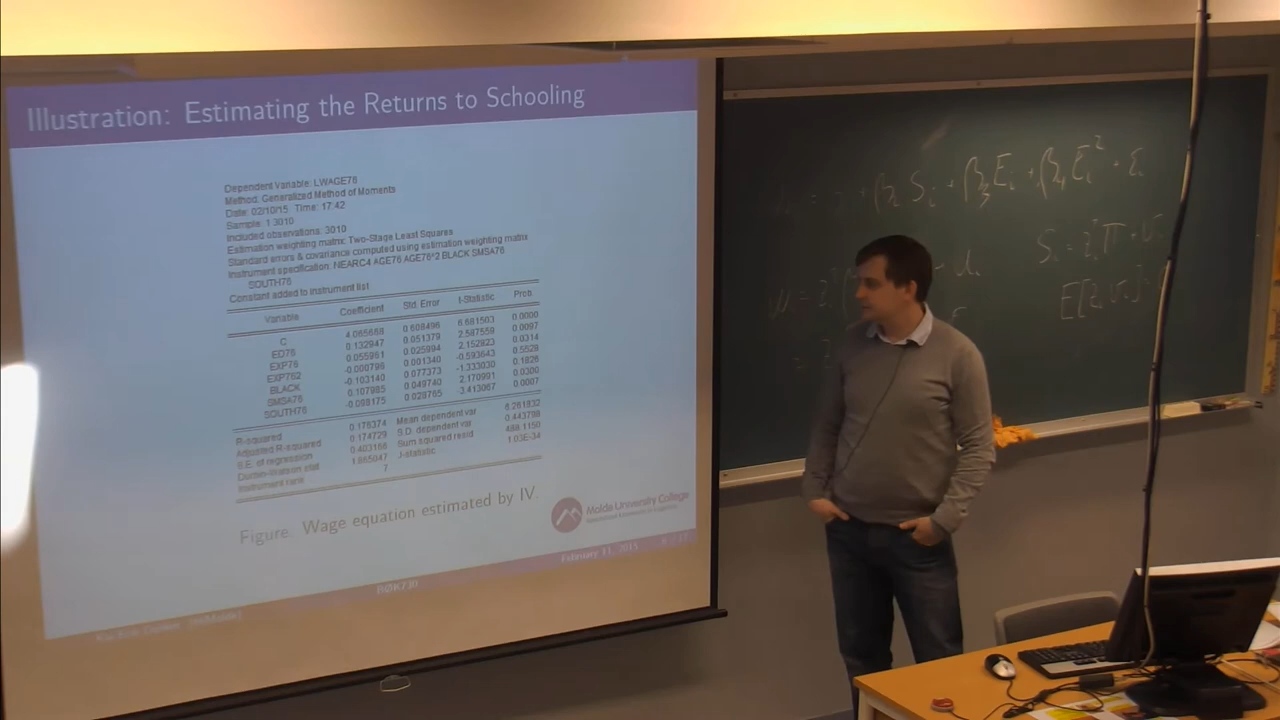 Illustration: Estimating the Returns to Schooling
Dependent Variable: LWAGE76
Method: Generalized Method of Moments
Date: 02/10/15 Time: 17:42
Sample: 1 3010
Included observations: 3010
Estimation weighting matrix: Two-Stage Least Squares
Standard errors & covariance computed using estimation weighting matrix
Instrument specification: NEARC4 AGE76 AGE76^2 BLACK SMSA76
SOUTH76
Constant added to instrument list
Variable Coefficient Std. Error t-Statistic Prob.
C 4.065668 0.608496 6.681503 0.0000
ED76 0.132947 0.051379 2.587559 0.0097
EXP76 0.055961 0.025994 2.152823 0.0314
EXP762 -0.000796 0.001340 -0.593643 0.5528
BLACK -0.103140 0.077373 -1.333030 0.1826
SMSA76 0.107985 0.049740 2.170991 0.0300
SOUTH76 -0.098175 0.028765 -3.413067 0.0007
R-squared 0.176374 Mean dependent var 6.261832
Adjusted R-squared 0.174729 S.D. dependent var 0.443798
S.E. of regression 0.403166 Sum squared resid 488.1150
Durbin-Watson stat 1.865047 J-statistic 1.03E-34
Instrument rank 7
Figure: Wage equation estimated by IV.
Molde University College
February 11, 2015
BØK730
β₂ Sᵢ + β₃ Eᵢ + β₄ Eᵢ² + εᵢ